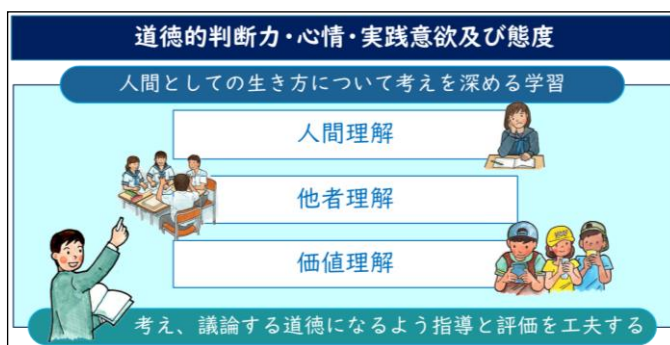 道徳的判断力・心情・実践意欲及び態度
人間としての生き方について考えを深める学習
人間理解
他者理解
価値理解
考え、議論する道徳になるよう指導と評価を工夫する